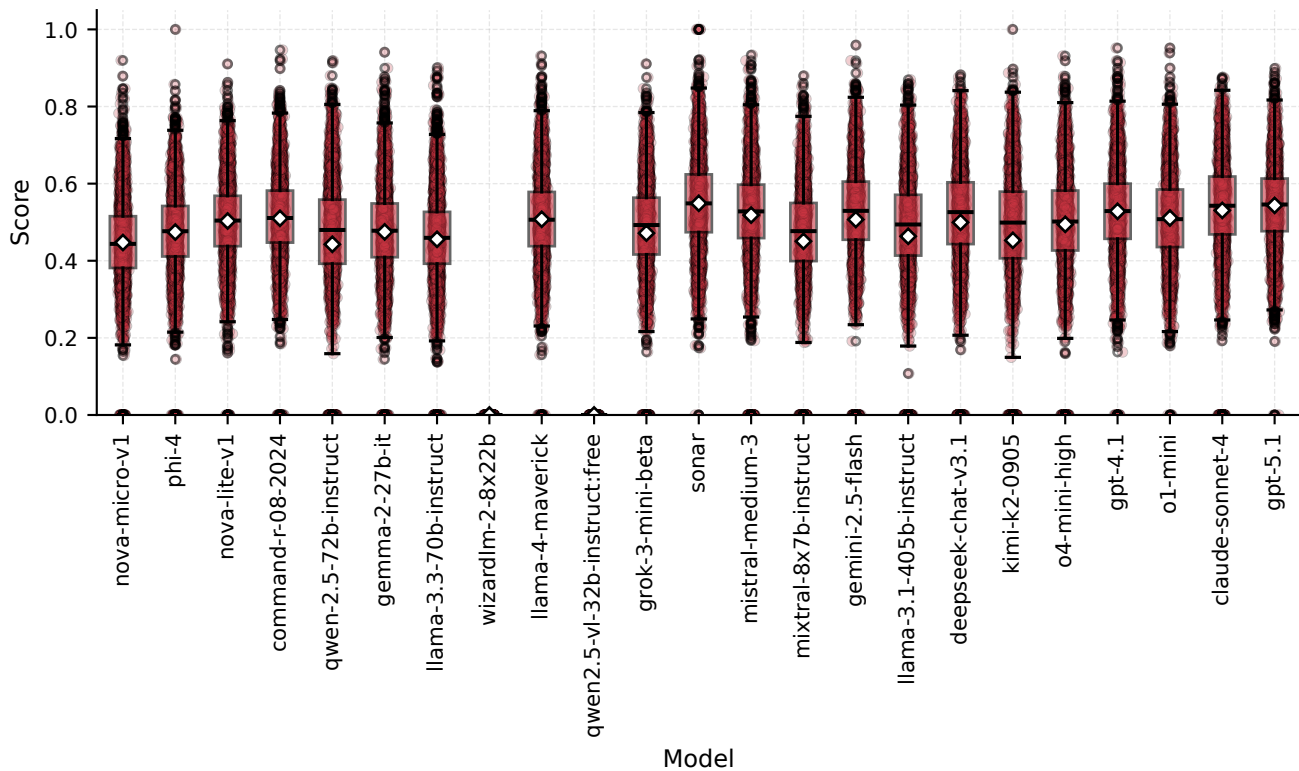 1.0
0.8
0.6
0.4
0.2
0.0
Score
nova-micro-v1
phi-4
nova-lite-v1
command-r-08-2024
qwen-2.5-72b-instruct
gemma-2-27b-it
llama-3.3-70b-instruct
wizardlm-2-8x22b
llama-4-maverick
qwen2.5-vl-32b-instruct:free
grok-3-mini-beta
sonar
mistral-medium-3
mixtral-8x7b-instruct
gemini-2.5-flash
llama-3.1-405b-instruct
deepseek-chat-v3.1
kimi-k2-0905
o4-mini-high
gpt-4.1
o1-mini
claude-sonnet-4
gpt-5.1
Model